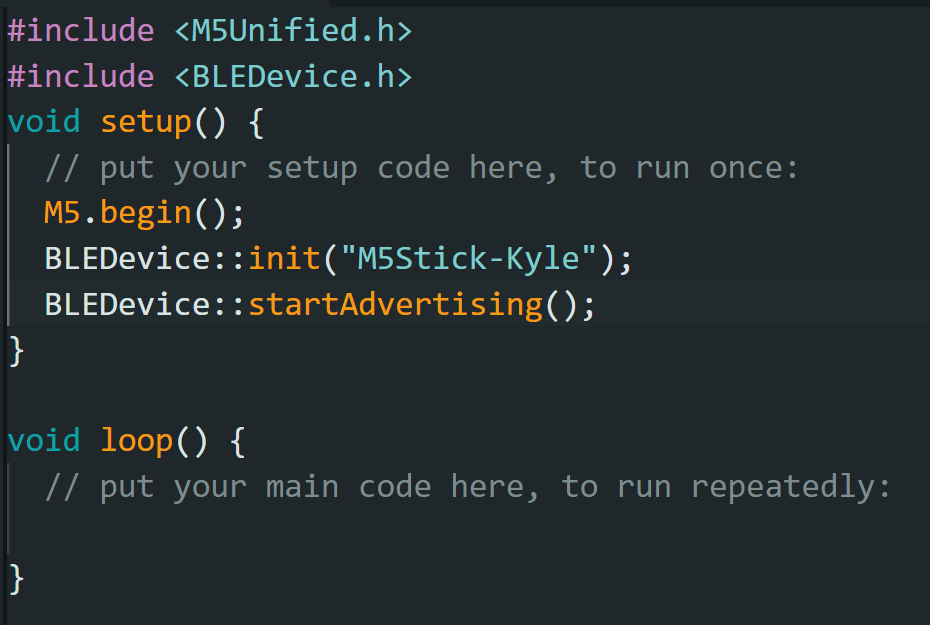 #include <M5Unified.h>
#include <BLEDevice.h>
void setup() {
  // put your setup code here, to run once:
  M5.begin();
  BLEDevice::init("M5Stick-Kyle");
  BLEDevice::startAdvertising();
}

void loop() {
  // put your main code here, to run repeatedly:

}